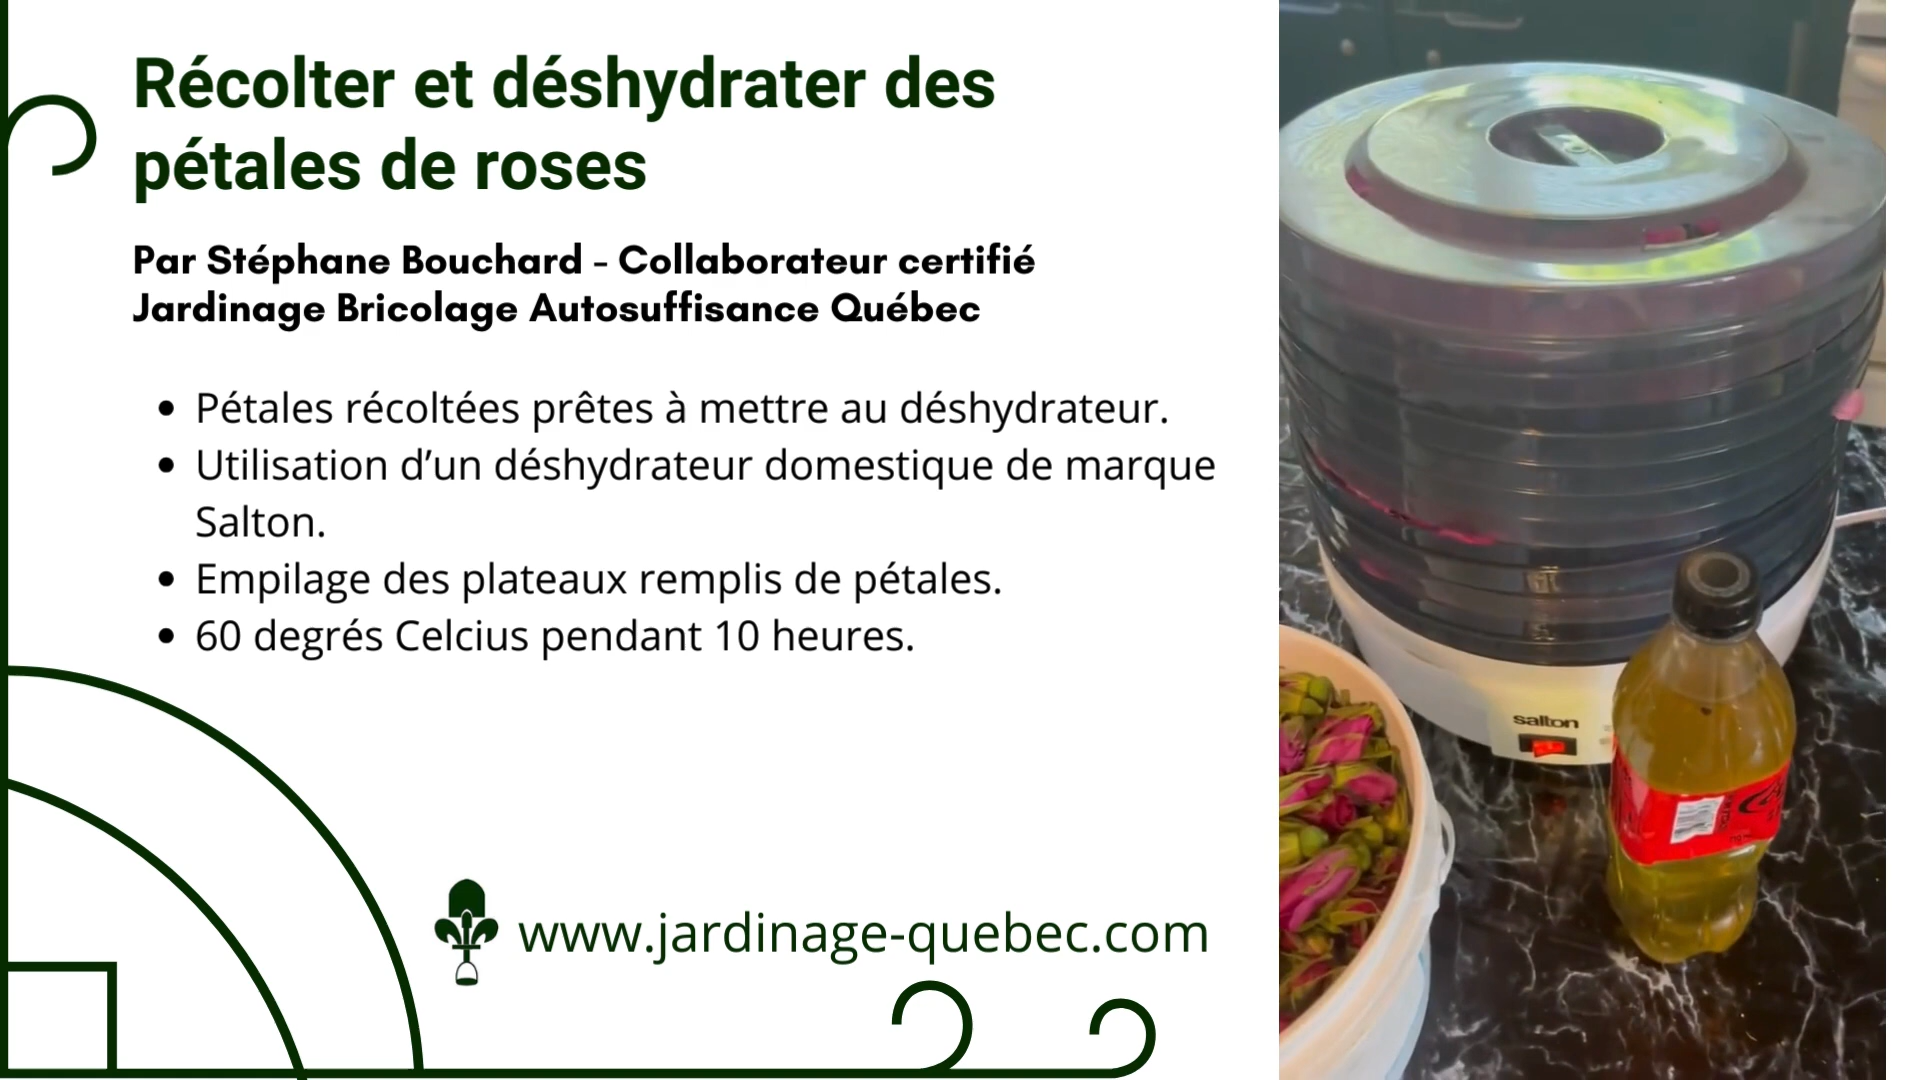 Récolter et déshydrater des
pétales de roses
Par Stéphane Bouchard - Collaborateur certifié
Jardinage Bricolage Autosuffisance Québec
• Pétales récoltées prêtes à mettre au déshydrateur.
• Utilisation d’un déshydrateur domestique de marque
Salton.
• Empilage des plateaux remplis de pétales.
• 60 degrés Celcius pendant 10 heures.
www.jardinage-quebec.com
salton